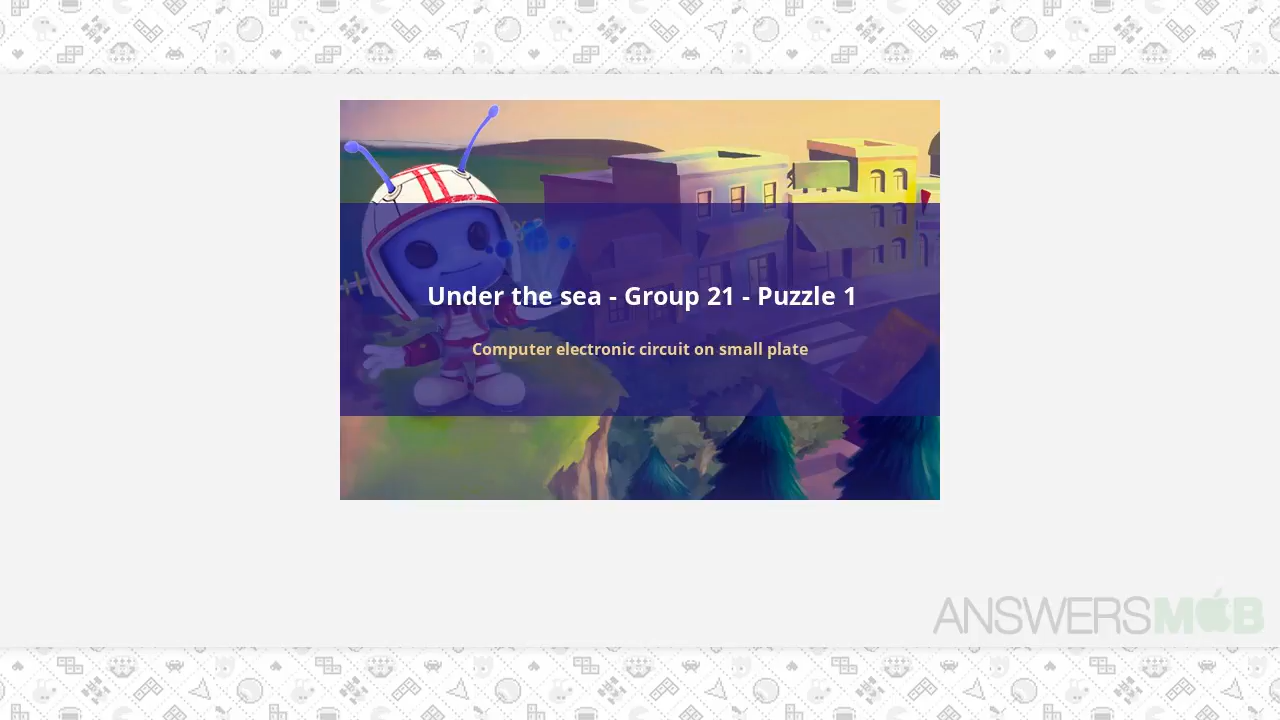 Under the sea - Group 21 - Puzzle 1
Computer electronic circuit on small plate
ANSWERSMOB